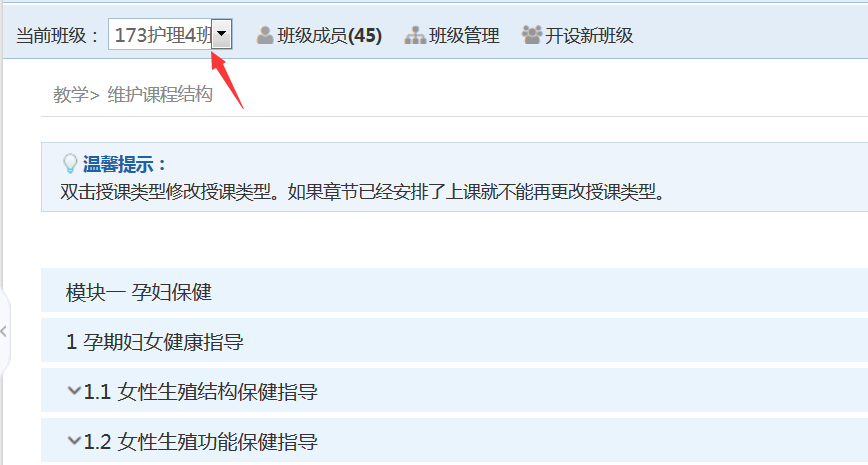 当前班级： 173护理4班 班级成员(45) 班级管理 开设新班级
教学> 维护课程结构
温馨提示：
双击授课类型修改授课类型。如果章节已经安排了上课就不能再更改授课类型。
模块一 孕妇保健
1 孕期妇女健康指导
1.1 女性生殖结构保健指导
1.2 女性生殖功能保健指导